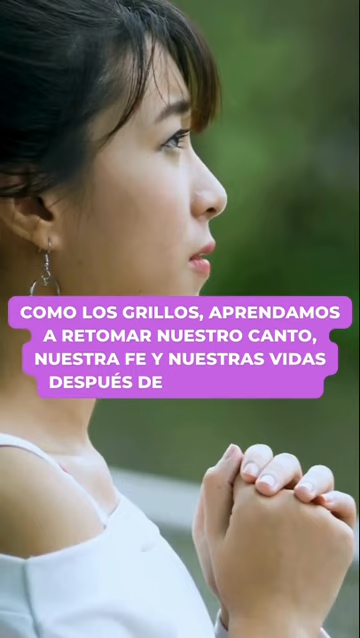 COMO LOS GRILLOS, APRENDAMOS
A RETOMAR NUESTRO CANTO,
NUESTRA FE Y NUESTRAS VIDAS
DESPUÉS DE